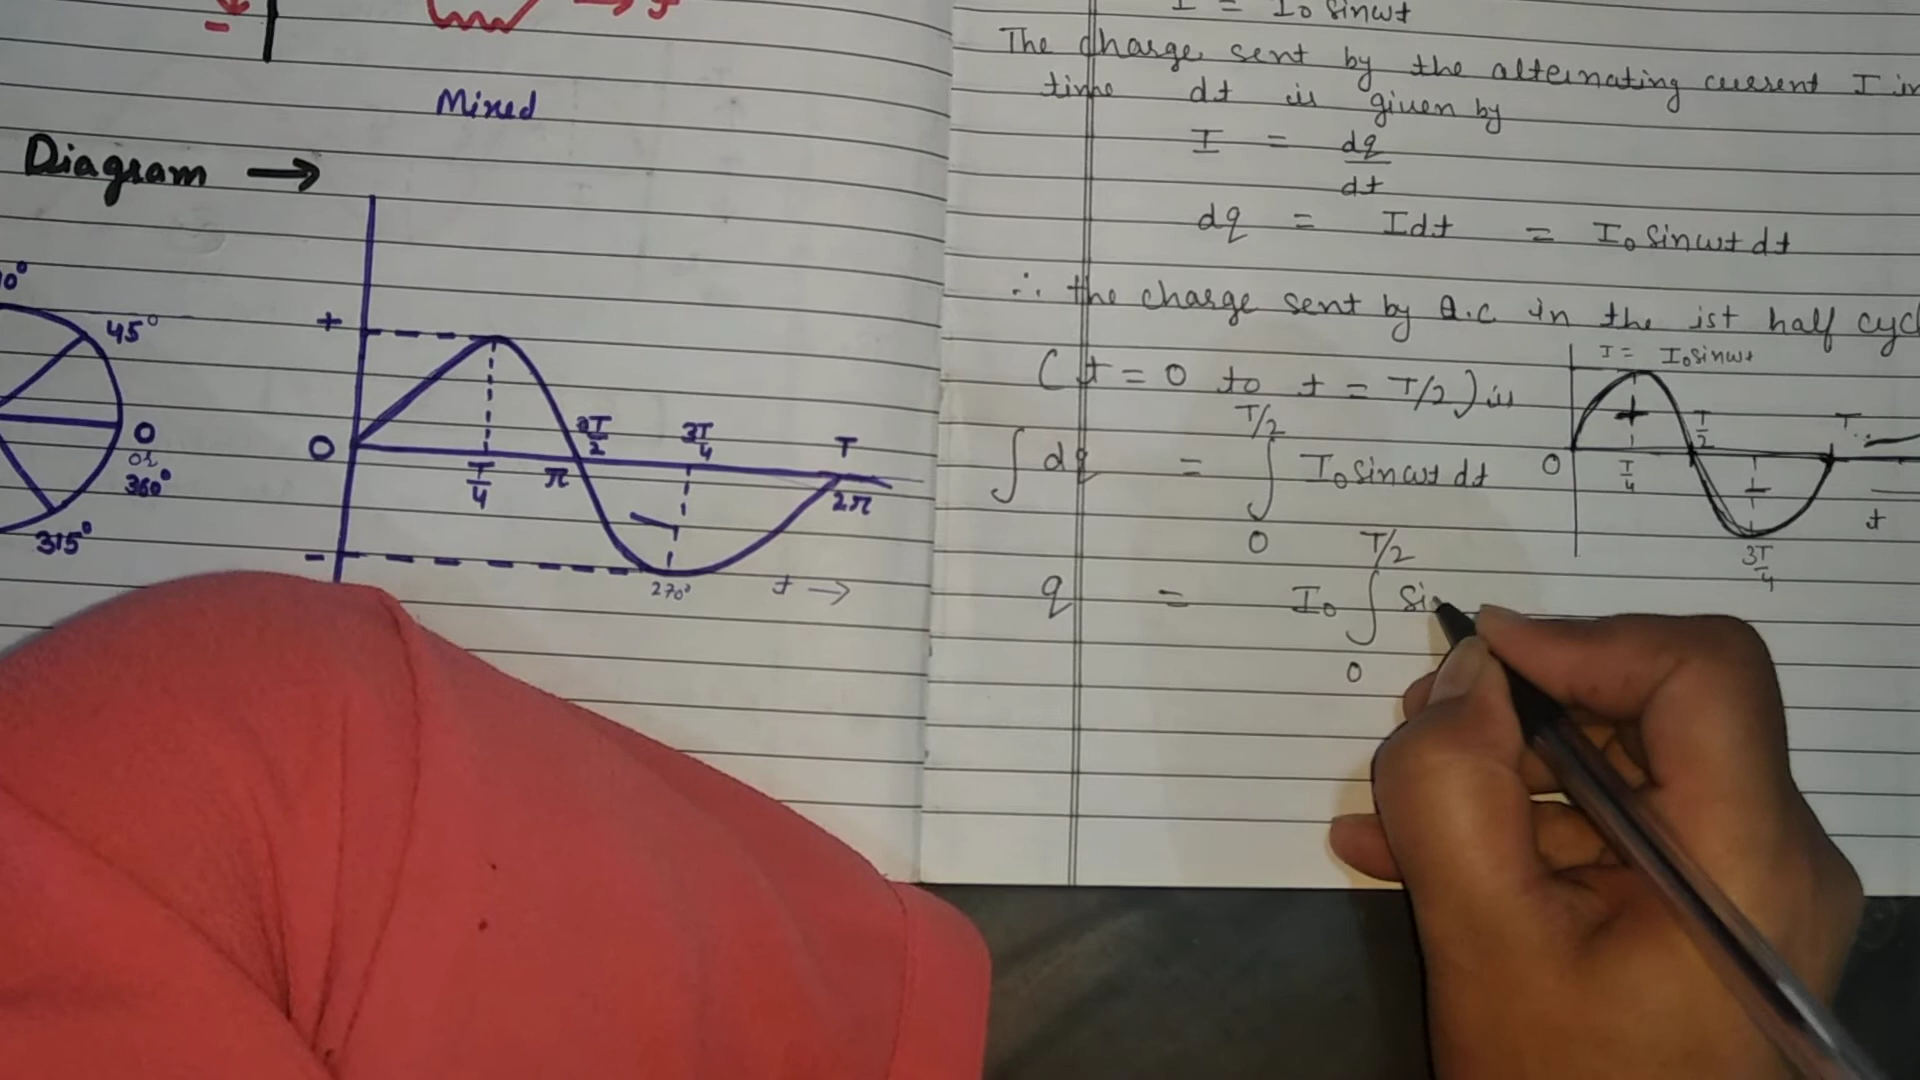 Mixed
Diagram →
45°
0
or
360°
315°
+
0
T/4
π
2T/2
3T/4
T
2π
-
270°
t →
I = I₀ sinωt
The charge sent by the alternating current I in
time dt is given by
I = dq/dt
dq = Idt = I₀ sinωt dt
∴ the charge sent by A.C in the ist half
(t = 0 to t = T/2) is
∫ dq = ∫₀^T/2 I₀ sinωt dt
q = I₀ ∫₀^T/2 Si
I = I₀ sinωt
+
0
T/4
T/2
T
-
3T/4
t